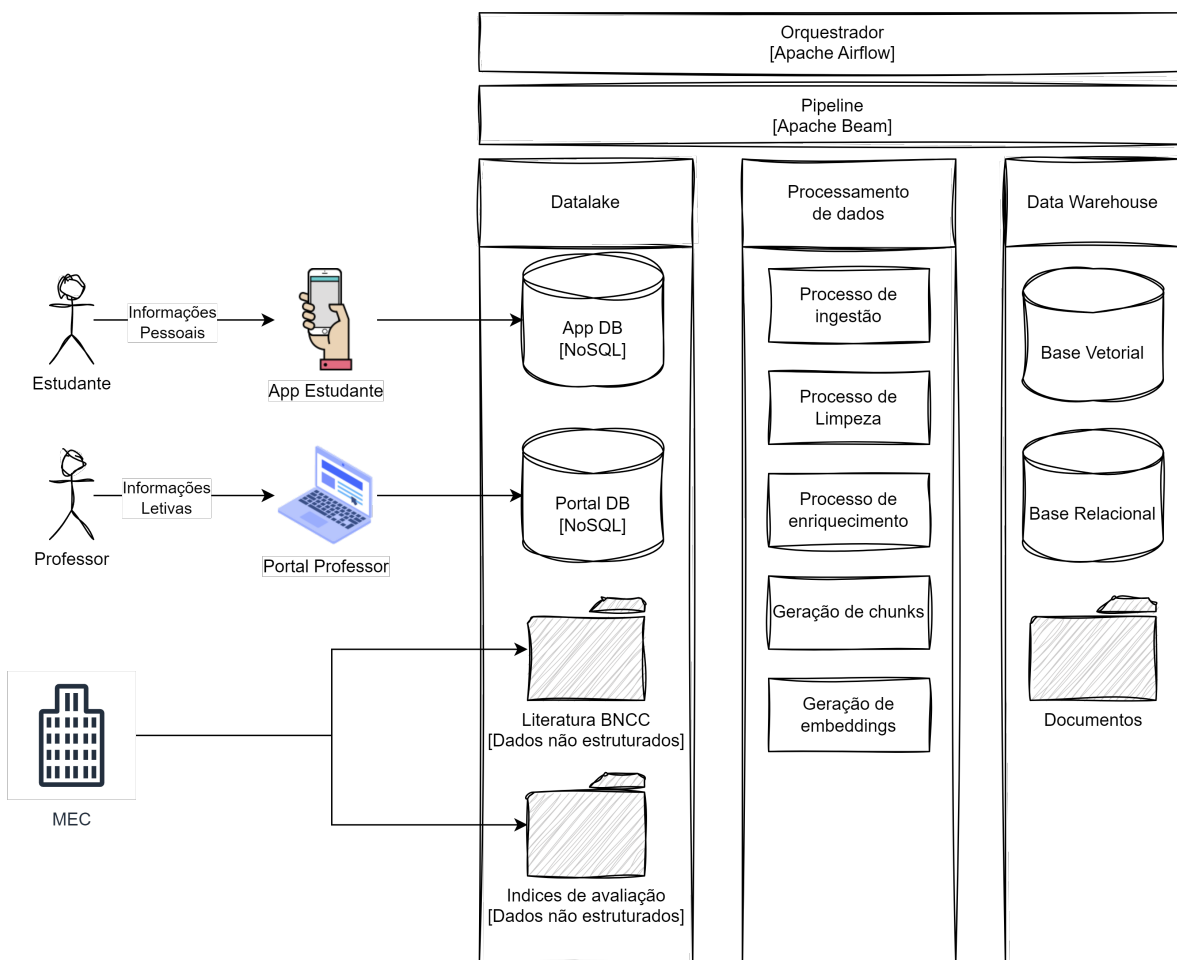 Orquestrador
[Apache Airflow]
Pipeline
[Apache Beam]
Datalake
Processamento
de dados
Data Warehouse
Informações
Pessoais
Estudante
App Estudante
App DB
[NoSQL]
Processo de
ingestão
Base Vetorial
Processo de
Limpeza
Informações
Letivas
Professor
Portal Professor
Portal DB
[NoSQL]
Processo de
enriquecimento
Base Relacional
Geração de chunks
MEC
Literatura BNCC
[Dados não estruturados]
Geração de
embeddings
Documentos
Indices de avaliação
[Dados não estruturados]